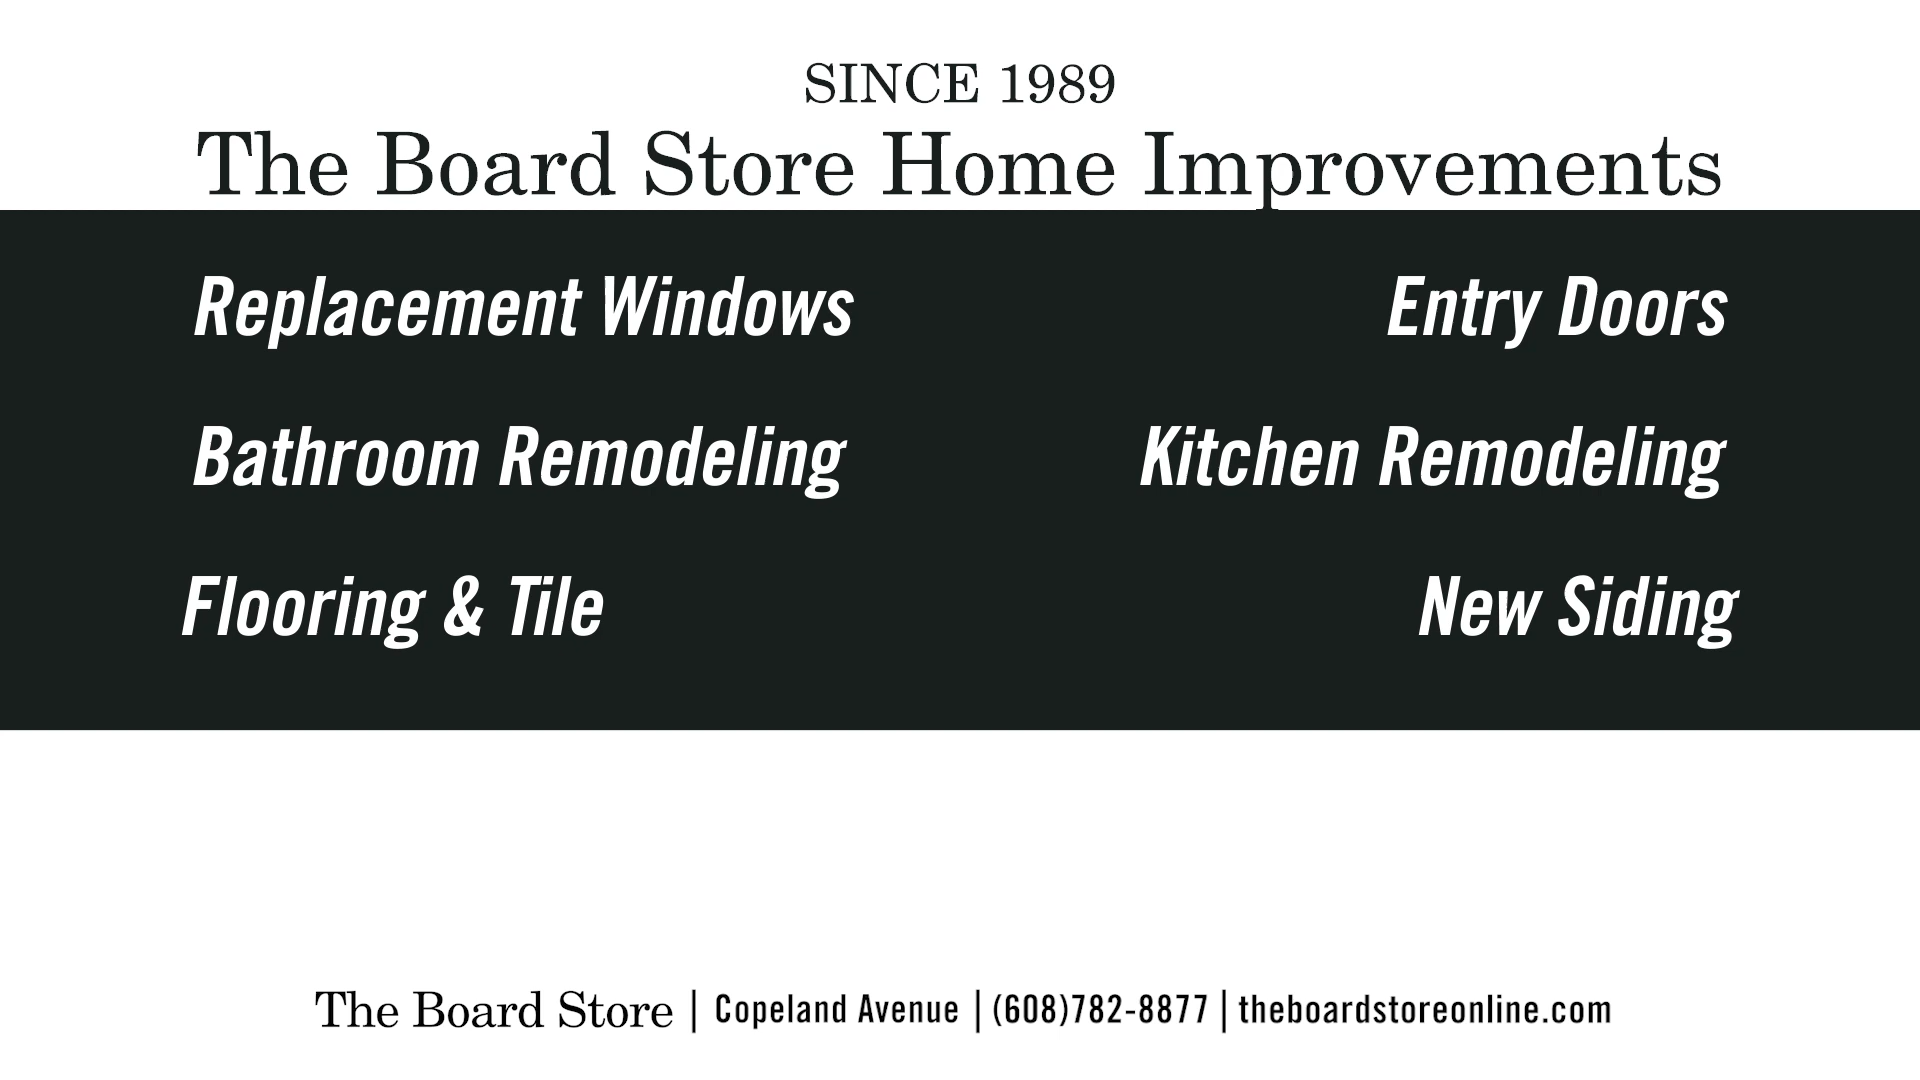 SINCE 1989
The Board Store Home Improvements
Replacement Windows
Entry Doors
Bathroom Remodeling
Kitchen Remodeling
Flooring & Tile
New Siding
The Board Store | Copeland Avenue | (608)782-8877 | theboardstoreonline.com